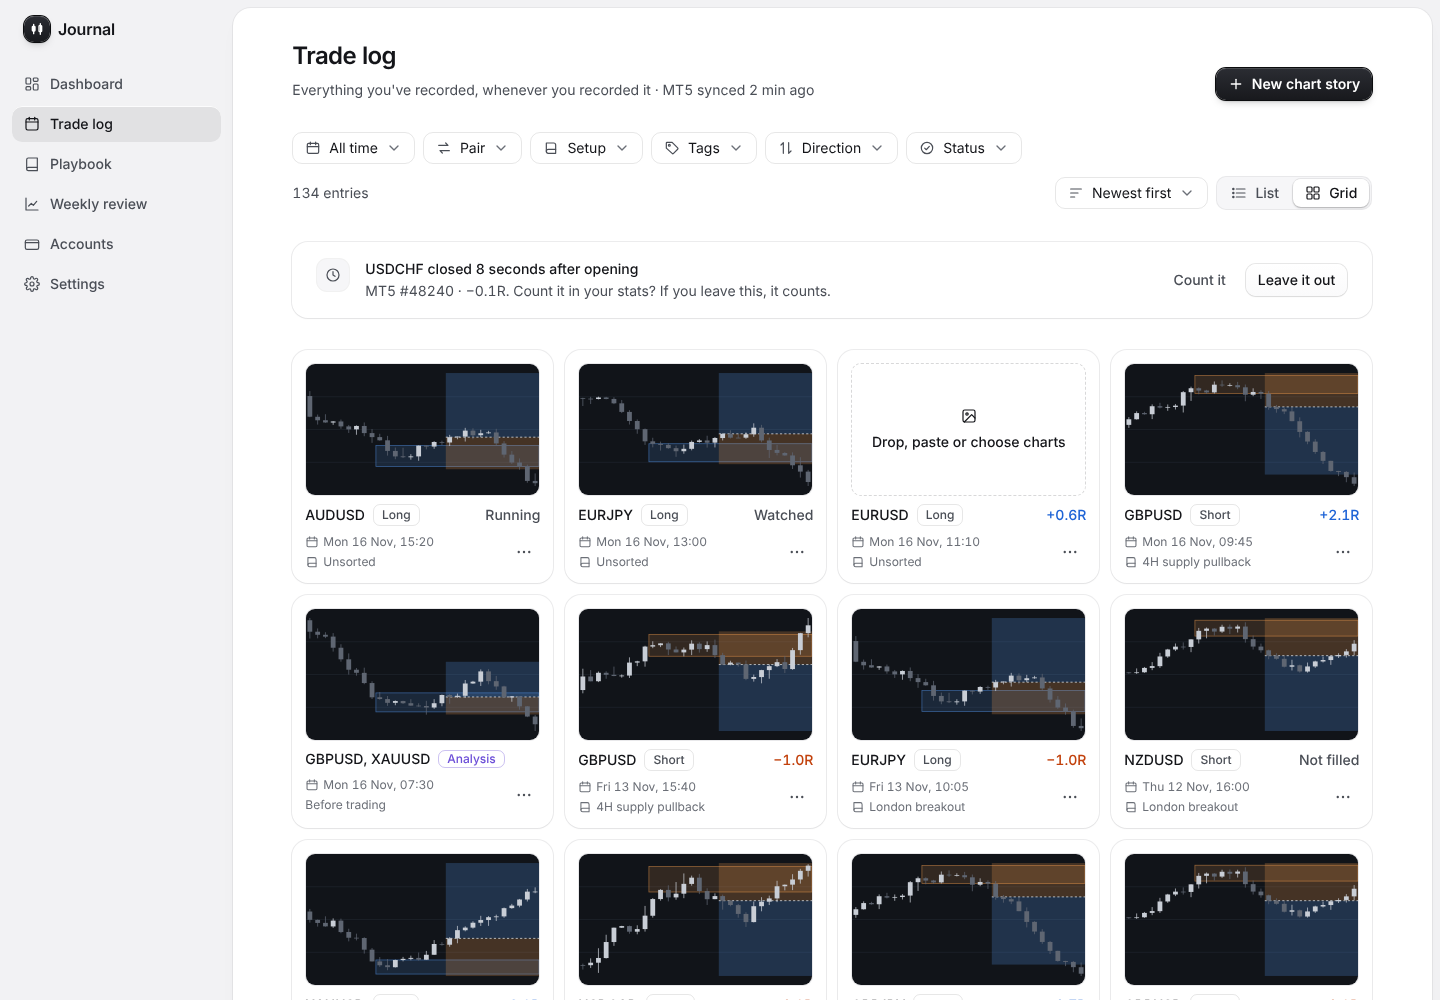 Journal
Dashboard
Trade log
Playbook
Weekly review
Accounts
Settings
Trade log
Everything you've recorded, whenever you recorded it · MT5 synced 2 min ago
New chart story
All time
Pair
Setup
Tags
Direction
Status
134 entries
Newest first
List
Grid
USDCHF closed 8 seconds after opening
MT5 #48240 · −0.1R. Count it in your stats? If you leave this, it counts.
Count it
Leave it out
AUDUSD Long Running
Mon 16 Nov, 15:20
Unsorted
EURJPY Long Watched
Mon 16 Nov, 13:00
Unsorted
Drop, paste or choose charts
EURUSD Long +0.6R
Mon 16 Nov, 11:10
Unsorted
GBPUSD Short +2.1R
Mon 16 Nov, 09:45
4H supply pullback
GBPUSD, XAUUSD Analysis
Mon 16 Nov, 07:30
Before trading
GBPUSD Short −1.0R
Fri 13 Nov, 15:40
4H supply pullback
EURJPY Long −1.0R
Fri 13 Nov, 10:05
London breakout
NZDUSD Short Not filled
Thu 12 Nov, 16:00
London breakout